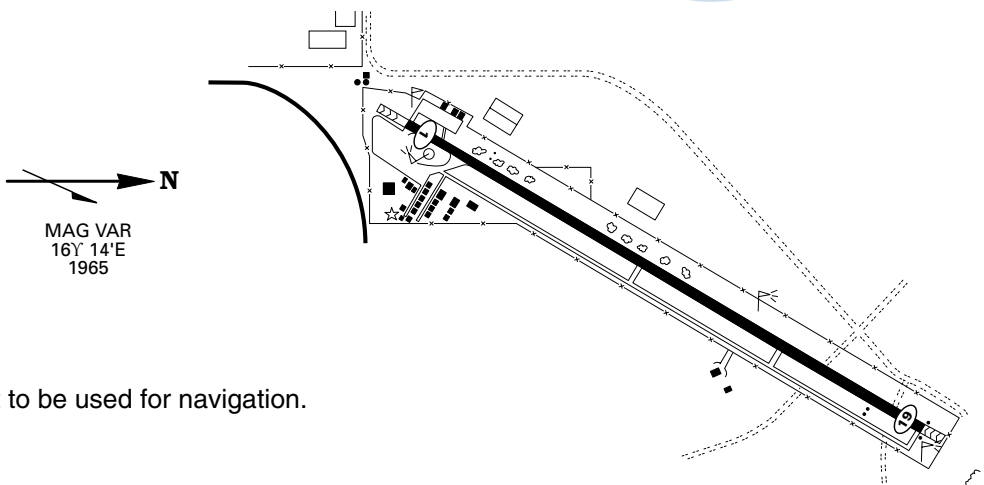 N
MAG VAR
16ϒ 14'E
1965
1
19
to be used for navigation.